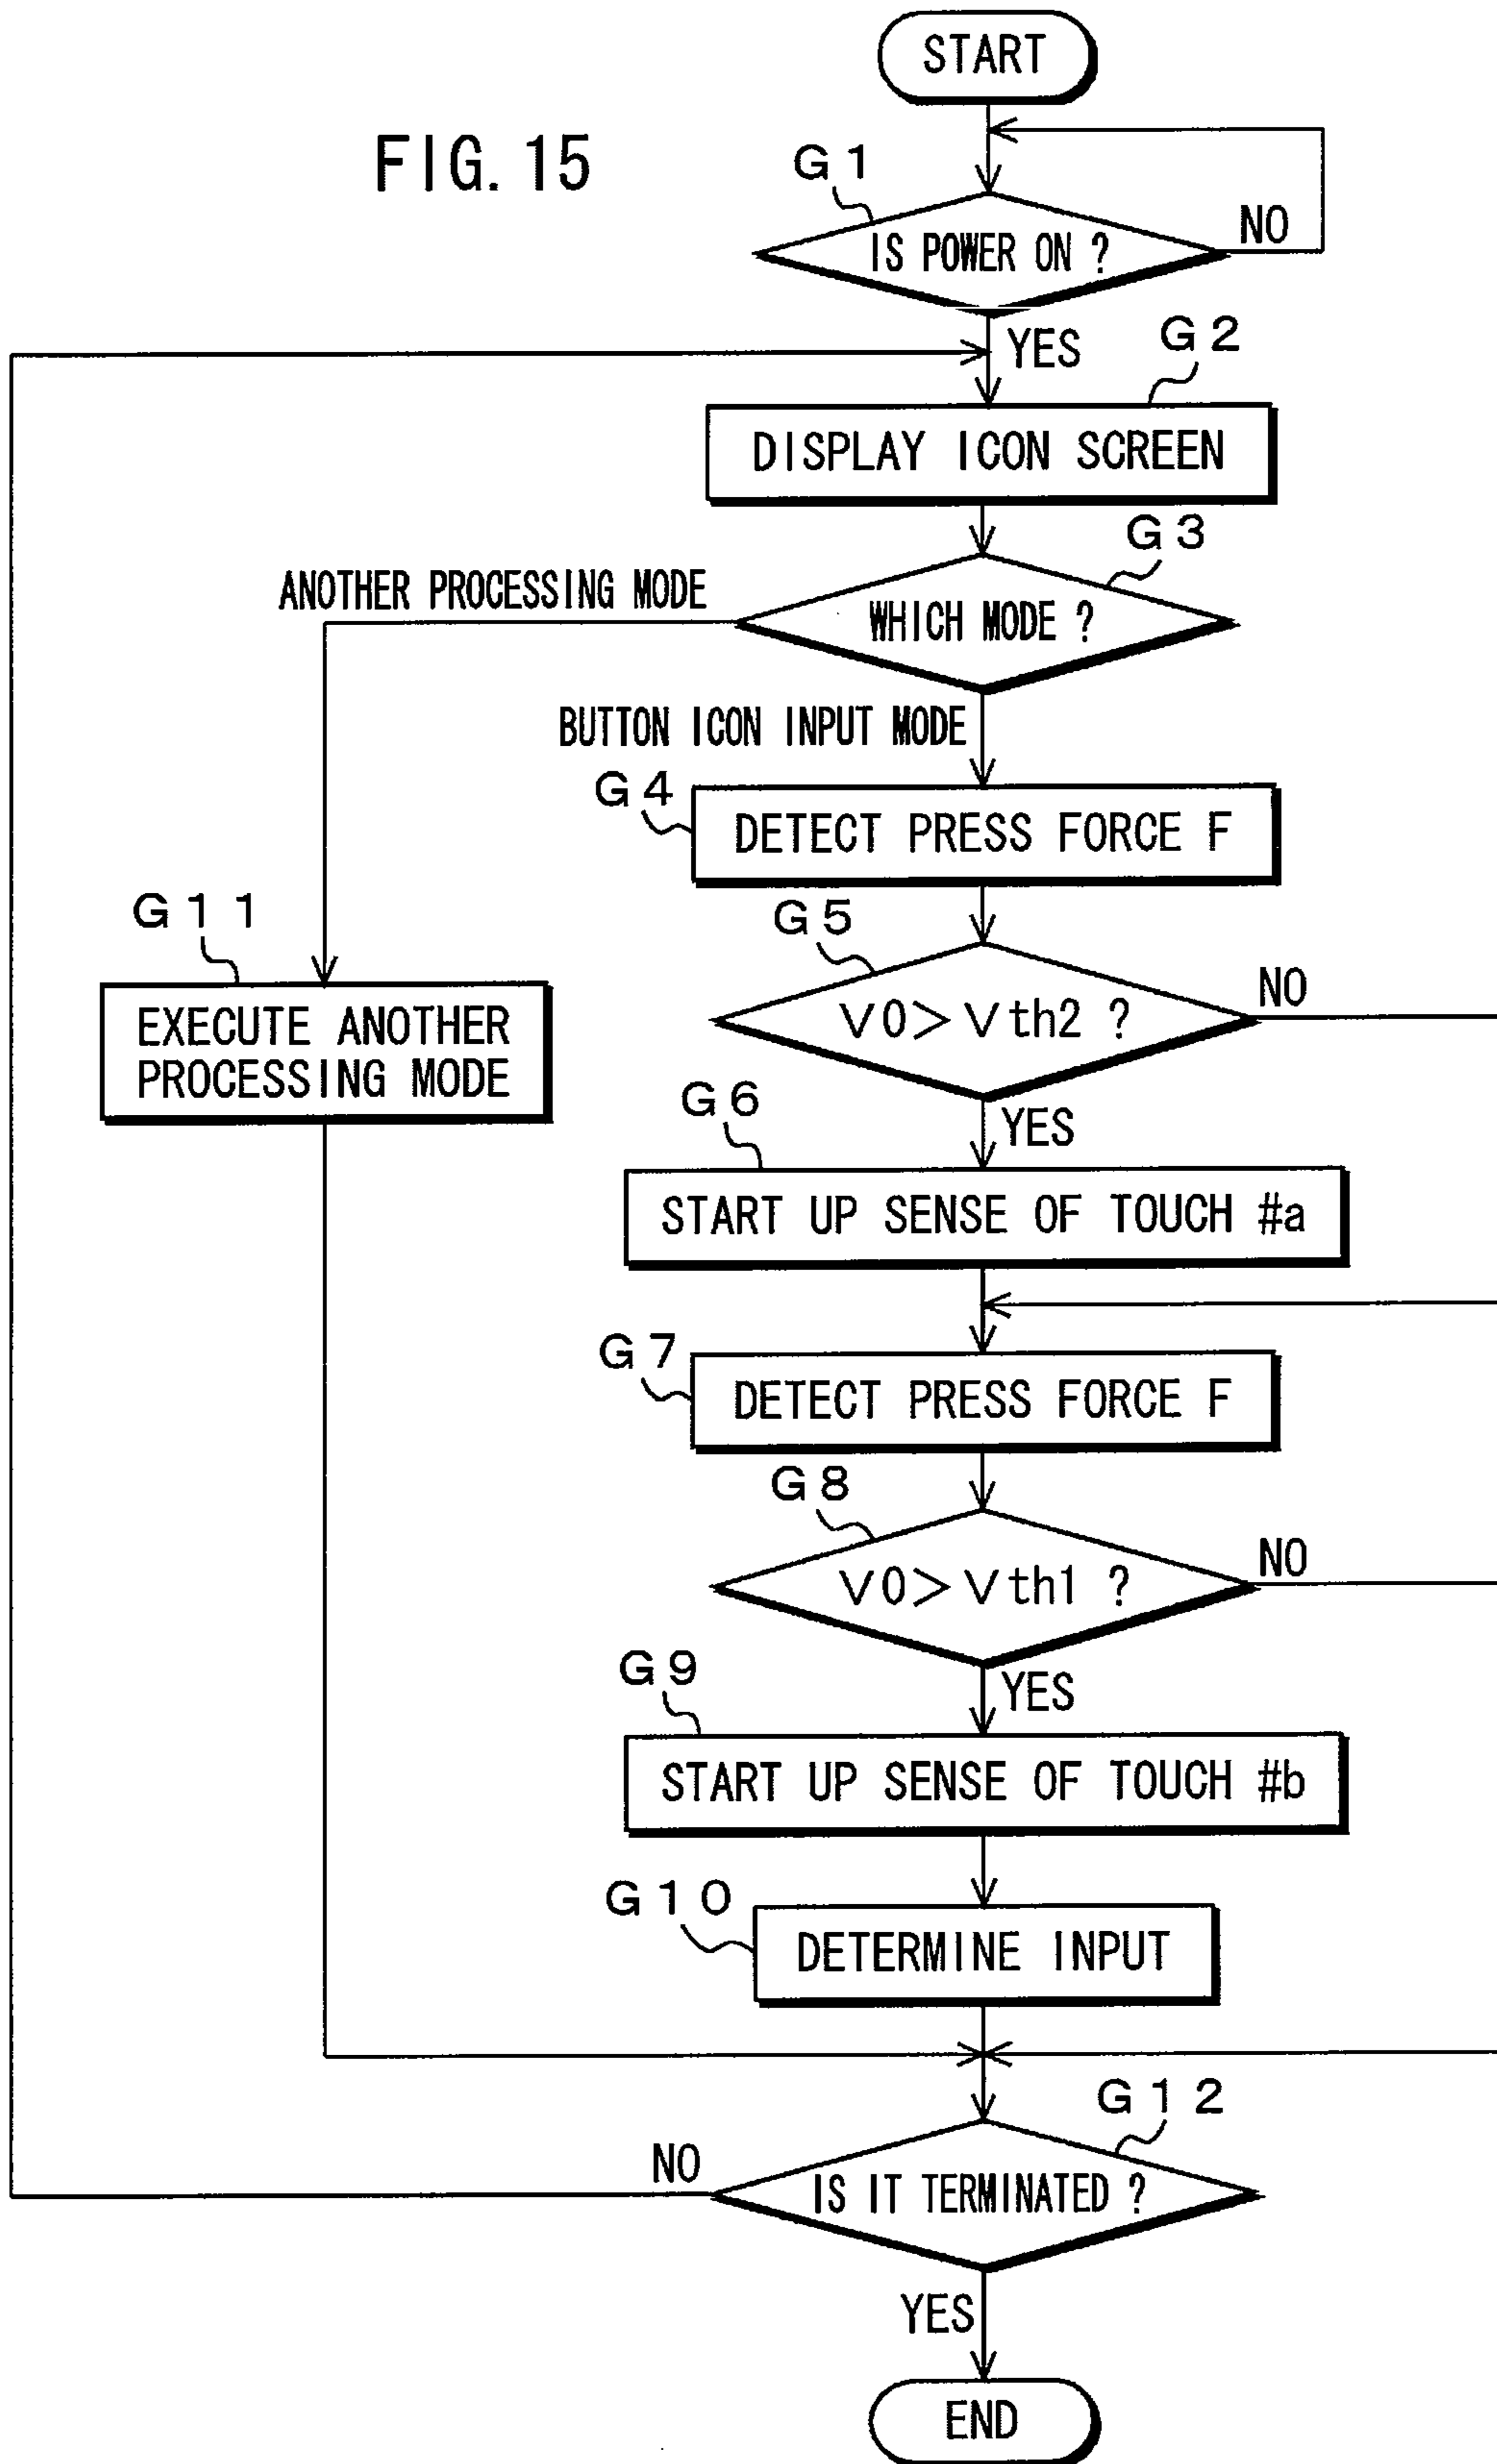 START
FIG. 15
G1
IS POWER ON ?
NO
YES
G2
DISPLAY ICON SCREEN
G3
ANOTHER PROCESSING MODE
WHICH MODE ?
BUTTON ICON INPUT MODE
G4
DETECT PRESS FORCE F
G11
EXECUTE ANOTHER
PROCESSING MODE
G5
V0> Vth2 ?
NO
YES
G6
START UP SENSE OF TOUCH #a
G7
DETECT PRESS FORCE F
G8
V0> Vth1 ?
NO
YES
G9
START UP SENSE OF TOUCH #b
G10
DETERMINE INPUT
G12
NO
IS IT TERMINATED ?
YES
END